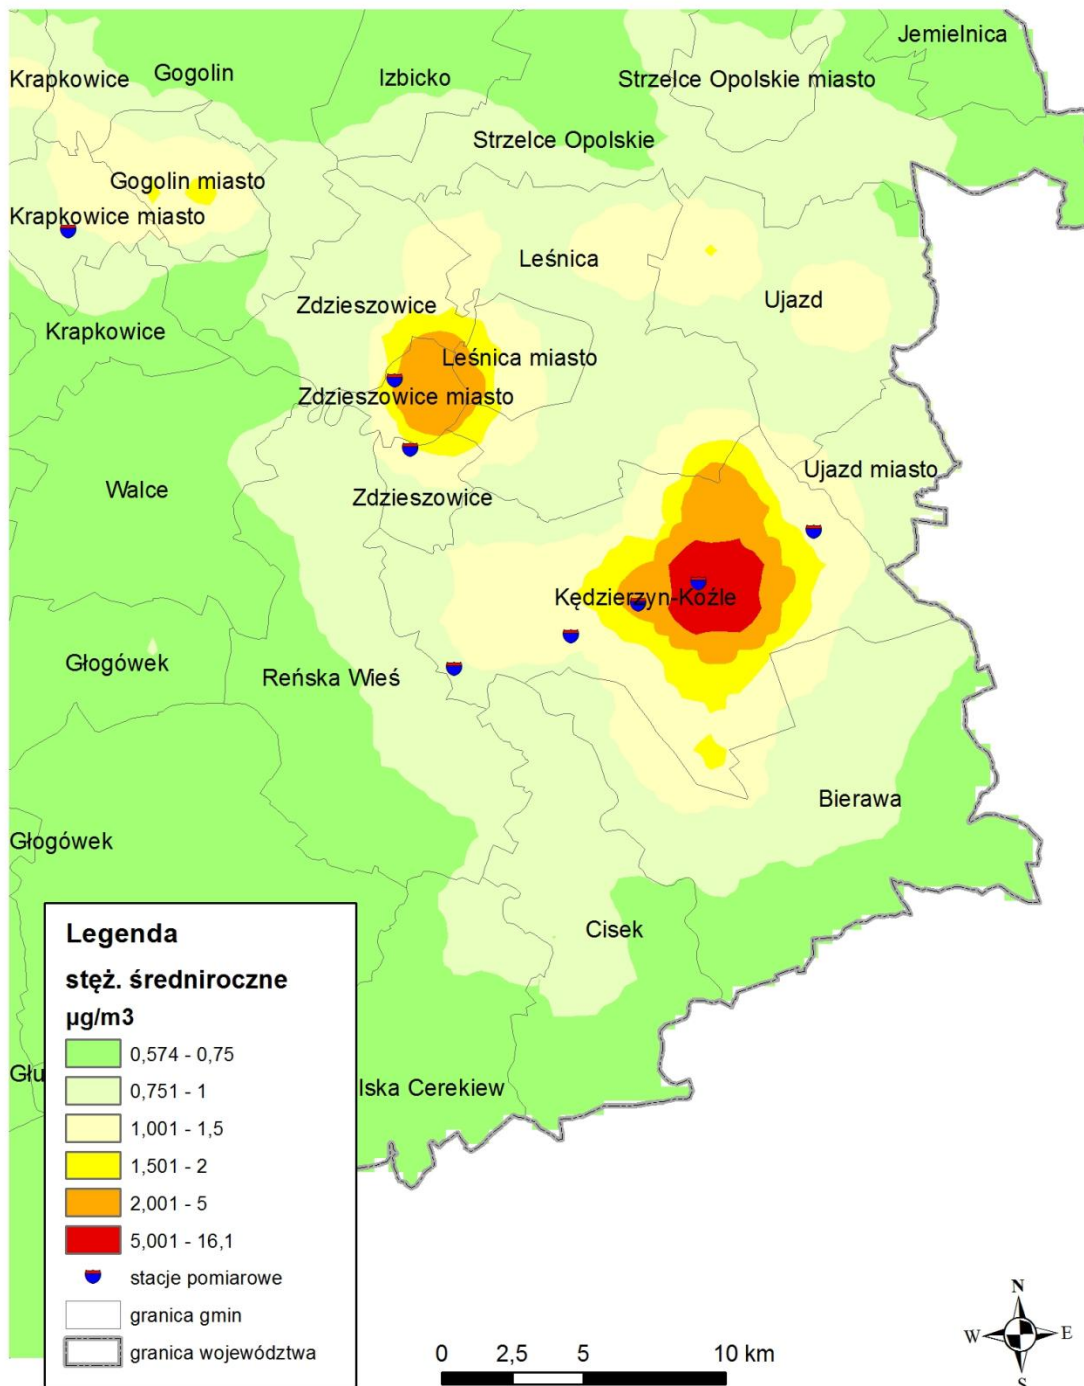 Jemielnica
Krapkowice
Gogolin
Izbicko
Strzelce Opolskie miasto
Strzelce Opolskie
Gogolin miasto
Krapkowice miasto
Leśnica
Zdzieszowice
Ujazd
Krapkowice
Leśnica miasto
Zdzieszowice miasto
Ujazd miasto
Walce
Zdzieszowice
Kędzierzyn-Koźle
Głogówek
Reńska Wieś
Bierawa
Głogówek
Cisek
Legenda
stęż. średnioroczne
µg/m3
0,574 - 0,75
Głu
0,751 - 1
lska Cerekiew
1,001 - 1,5
1,501 - 2
2,001 - 5
5,001 - 16,1
stacje pomiarowe
granica gmin
granica województwa
0 2,5 5 10 km
N
W E
S